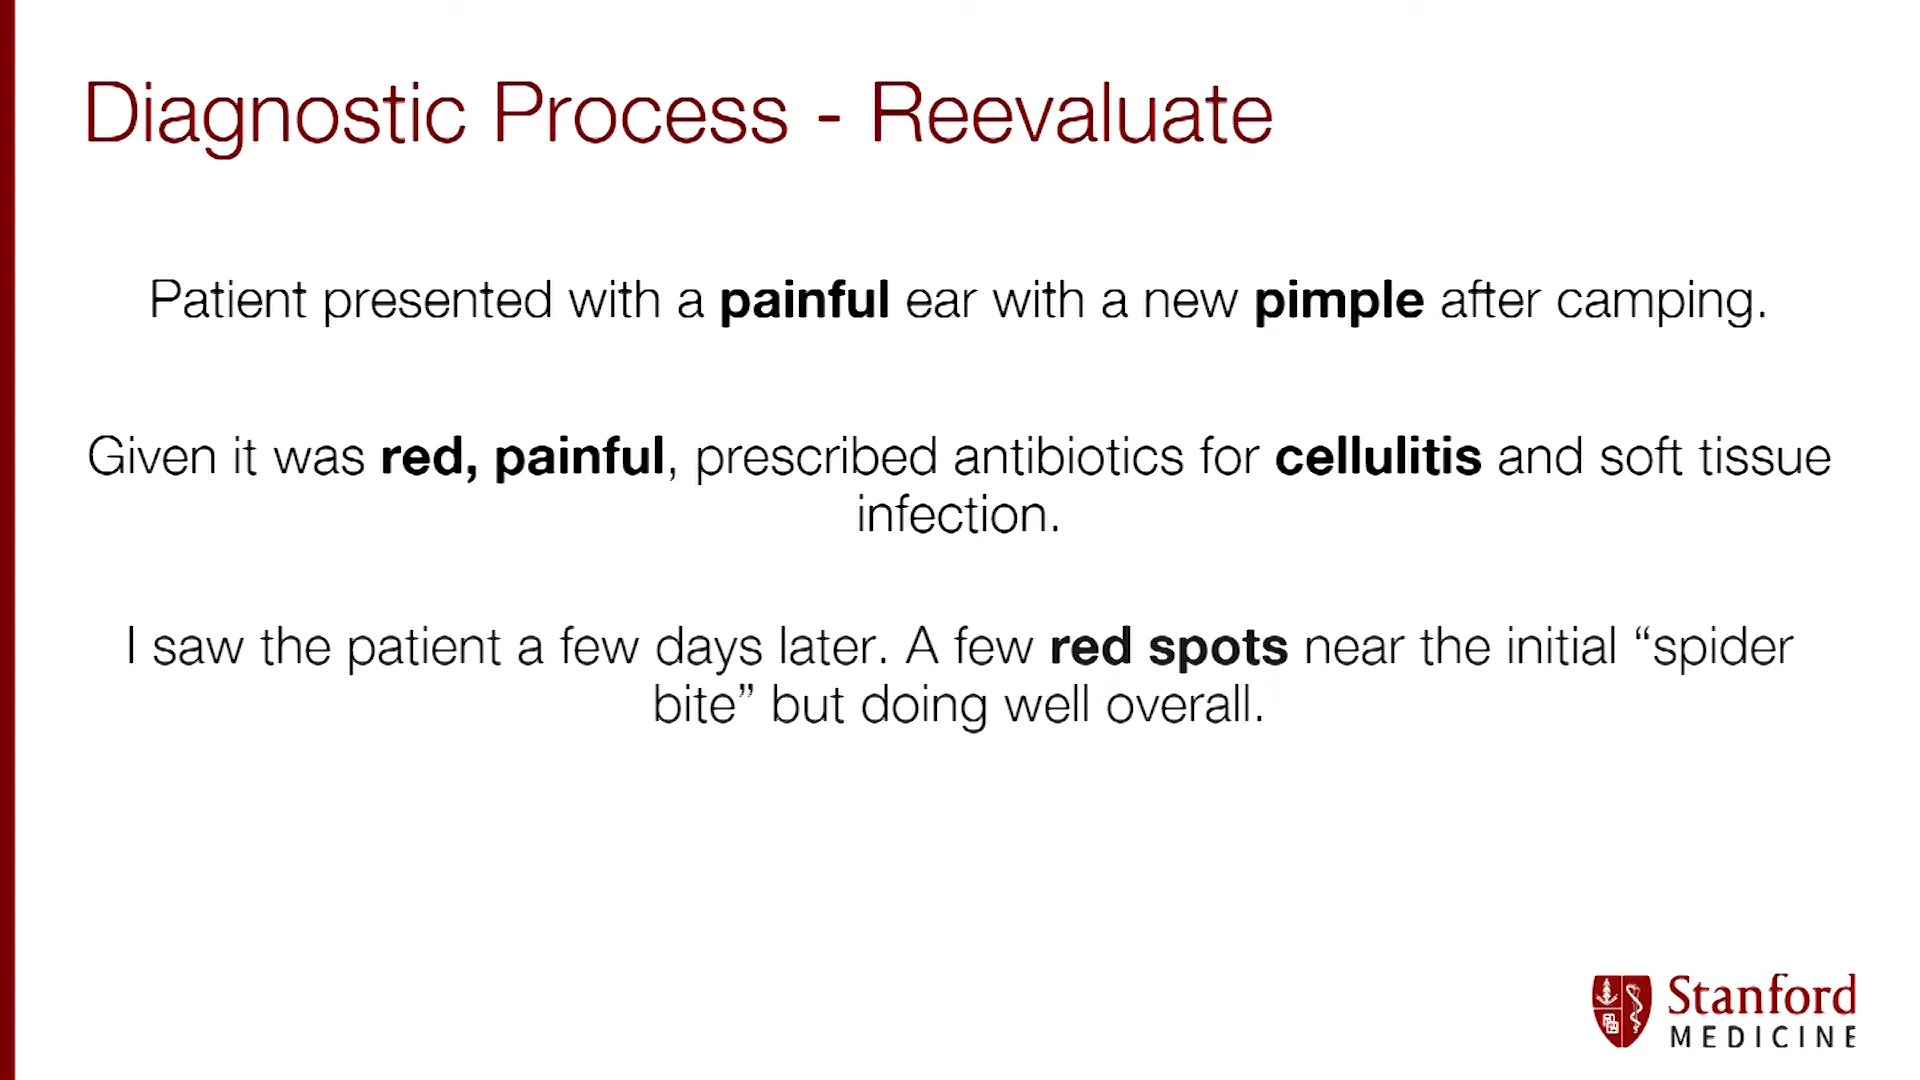 Diagnostic Process - Reevaluate
Patient presented with a painful ear with a new pimple after camping.
Given it was red, painful, prescribed antibiotics for cellulitis and soft tissue
infection.
I saw the patient a few days later. A few red spots near the initial “spider
bite” but doing well overall.
Stanford
MEDICINE